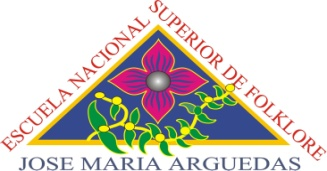 ESCUELA NACIONAL
SUPERIOR DE FOLKLORE
JOSE MARIA ARGUEDAS